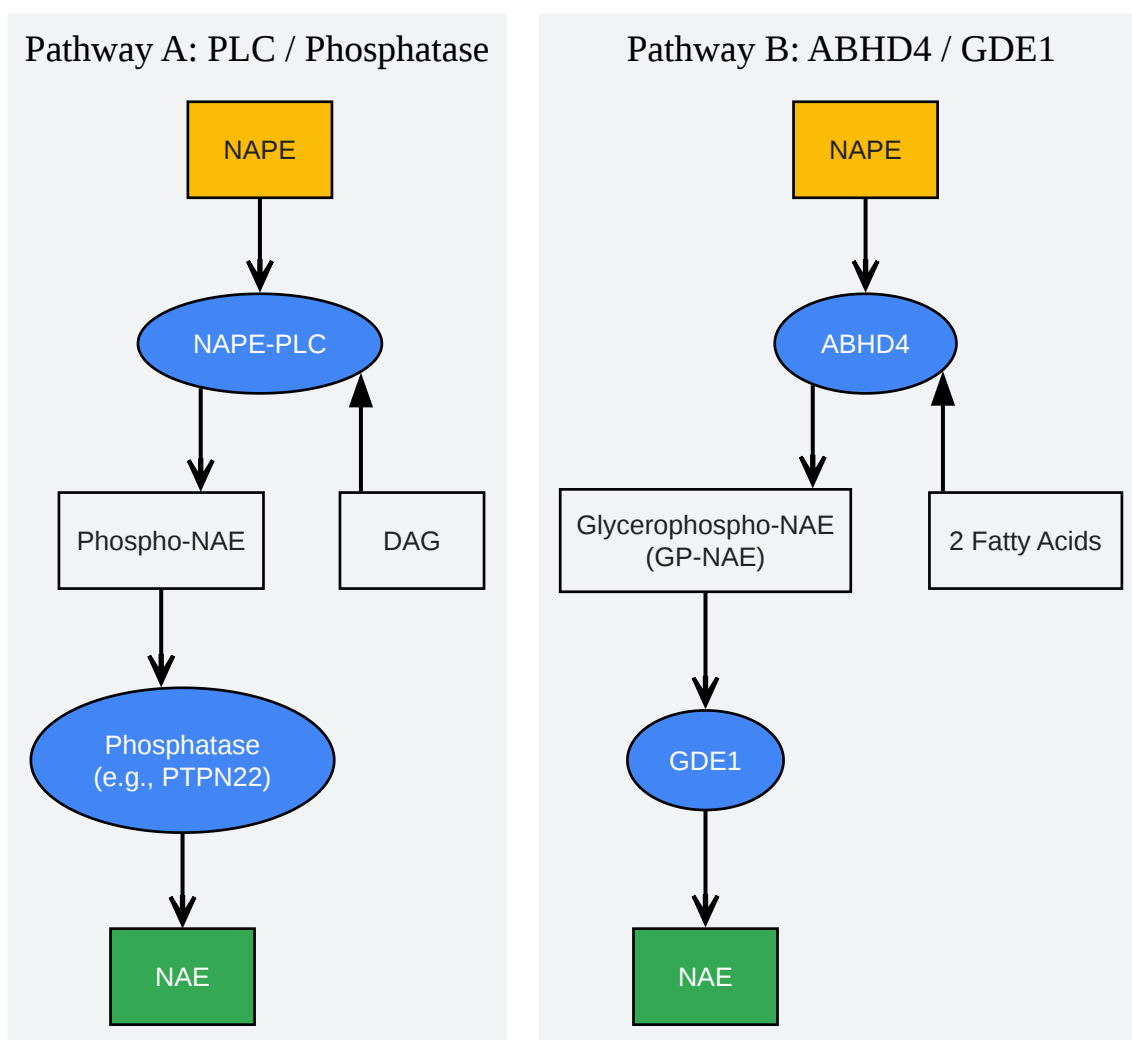 Pathway A: PLC / Phosphatase
NAPE
NAPE-PLC
Phospho-NAE
DAG
Phosphatase
(e.g., PTPN22)
NAE
Pathway B: ABHD4 / GDE1
NAPE
ABHD4
Glycerophospho-NAE
(GP-NAE)
2 Fatty Acids
GDE1
NAE